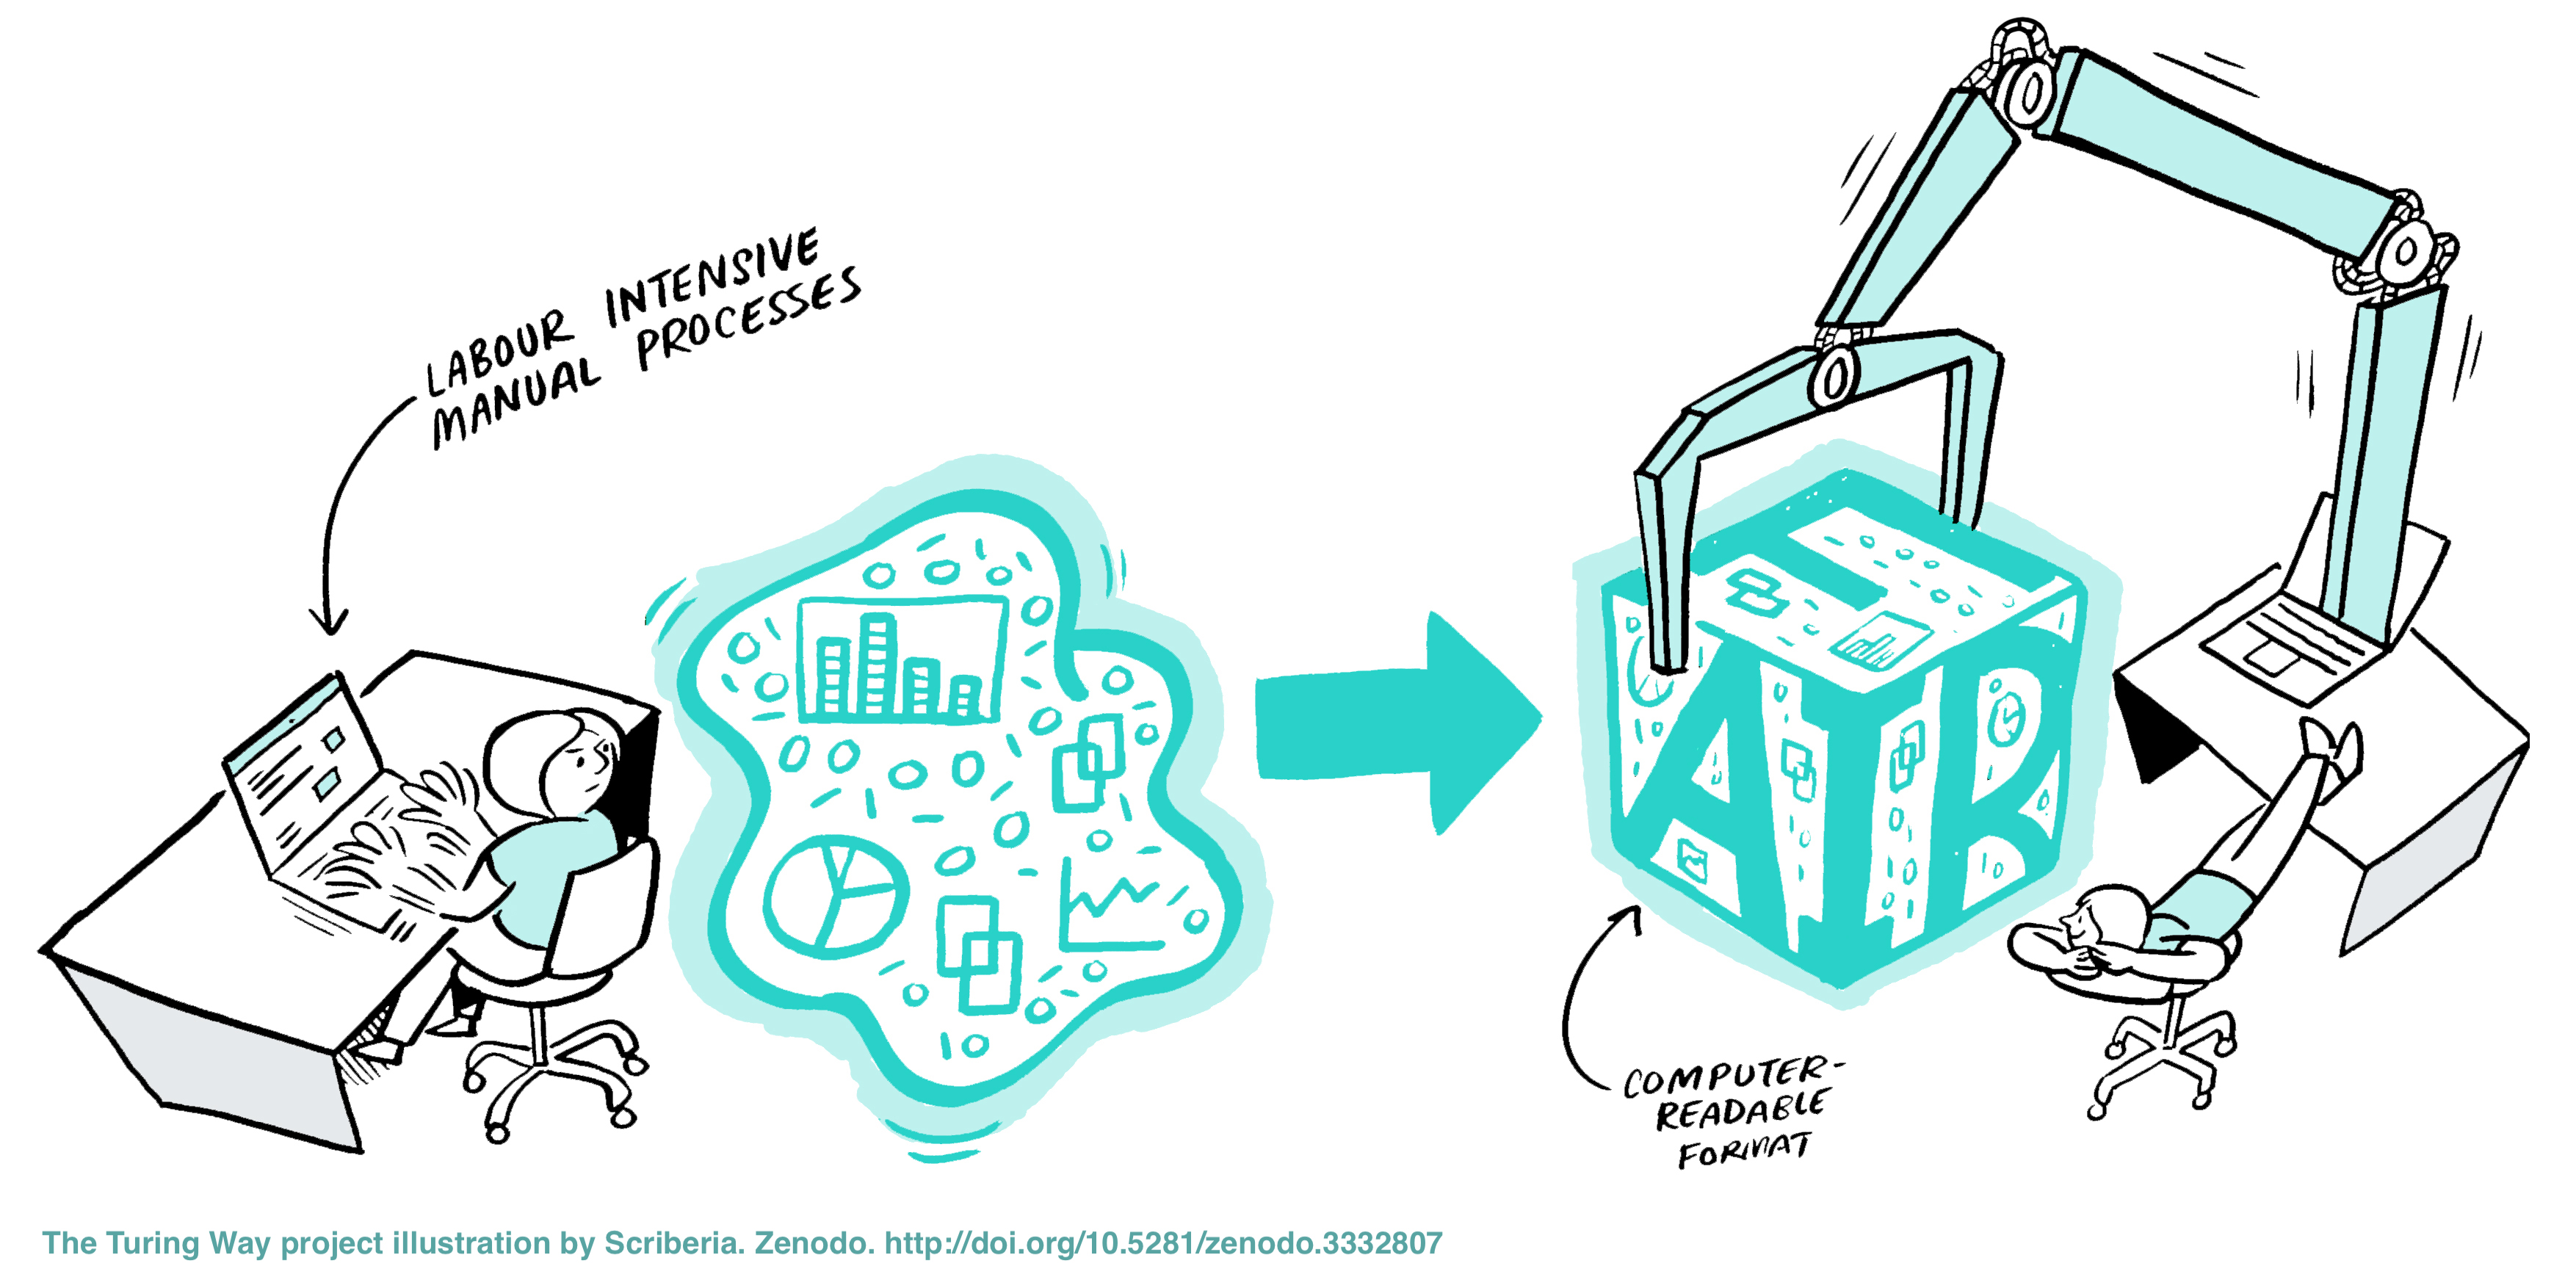 LABOUR INTENSIVE
MANUAL PROCESSES
F
AIR
COMPUTER-
READABLE
FORMAT
The Turing Way project illustration by Scriberia. Zenodo. http://doi.org/10.5281/zenodo.3332807